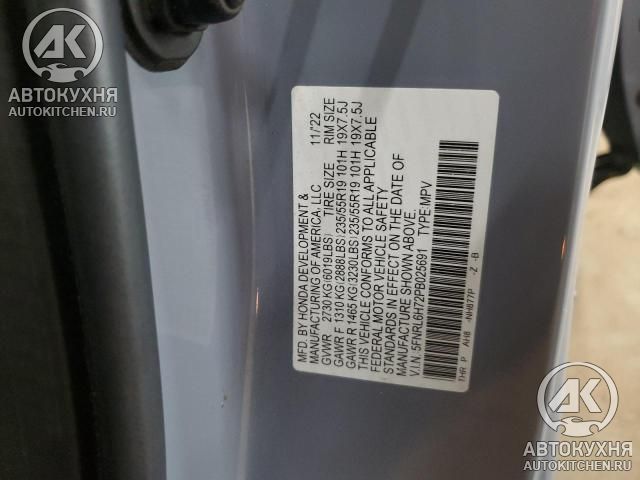 АВТОКУХНЯ
AUTOKITCHEN.RU
MFD. BY HONDA DEVELOPMENT &
MANUFACTURING OF AMERICA, LLC 11/22
GVWR 2730 KG(6019LBS) TIRE SIZE RIM SIZE
GAWR F 1310 KG(2888LBS)235/55R19 101H 19X7.5J
GAWR R 1465 KG(3230LBS)235/55R19 101H 19X7.5J
THIS VEHICLE CONFORMS TO ALL APPLICABLE
FEDERAL MOTOR VEHICLE SAFETY
STANDARDS IN EFFECT ON THE DATE OF
MANUFACTURE SHOWN ABOVE.
V.I.N. 5FNRL6H72PB025691 TYPE:MPV
THR P AH8 -NH877P -Z -B
АВТОКУХНЯ
AUTOKITCHEN.RU